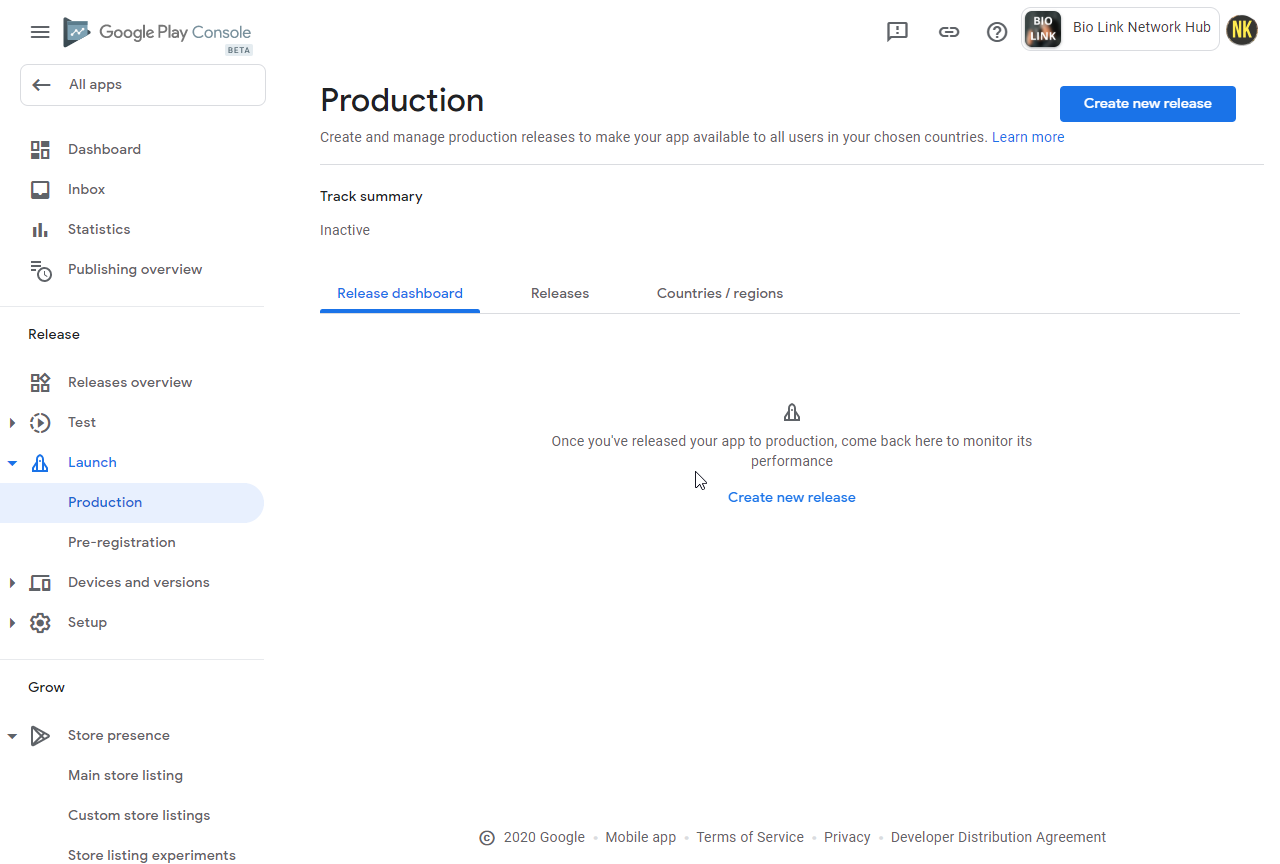 Google Play Console
BETA
BIO
LINK
Bio Link Network Hub
NK
All apps
Dashboard
Inbox
Statistics
Publishing overview
Release
Releases overview
Test
Launch
Production
Pre-registration
Devices and versions
Setup
Grow
Store presence
Main store listing
Custom store listings
Store listing experiments
Production
Create new release
Create and manage production releases to make your app available to all users in your chosen countries. Learn more
Track summary
Inactive
Release dashboard
Releases
Countries / regions
Once you've released your app to production, come back here to monitor its
performance
Create new release
© 2020 Google • Mobile app • Terms of Service • Privacy • Developer Distribution Agreement